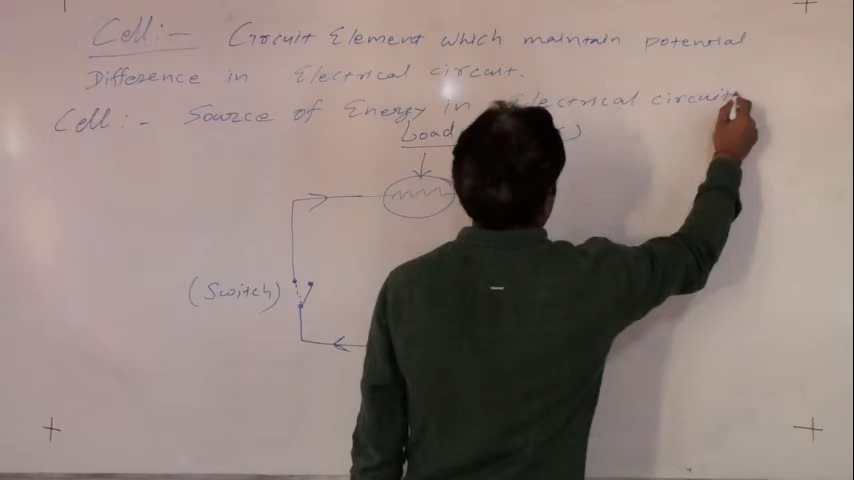 Cell:- Circuit Element which maintain potential
Difference in Electrical circuit.
Cell:- Source of Energy in Electrical circuit
Load
(Switch)